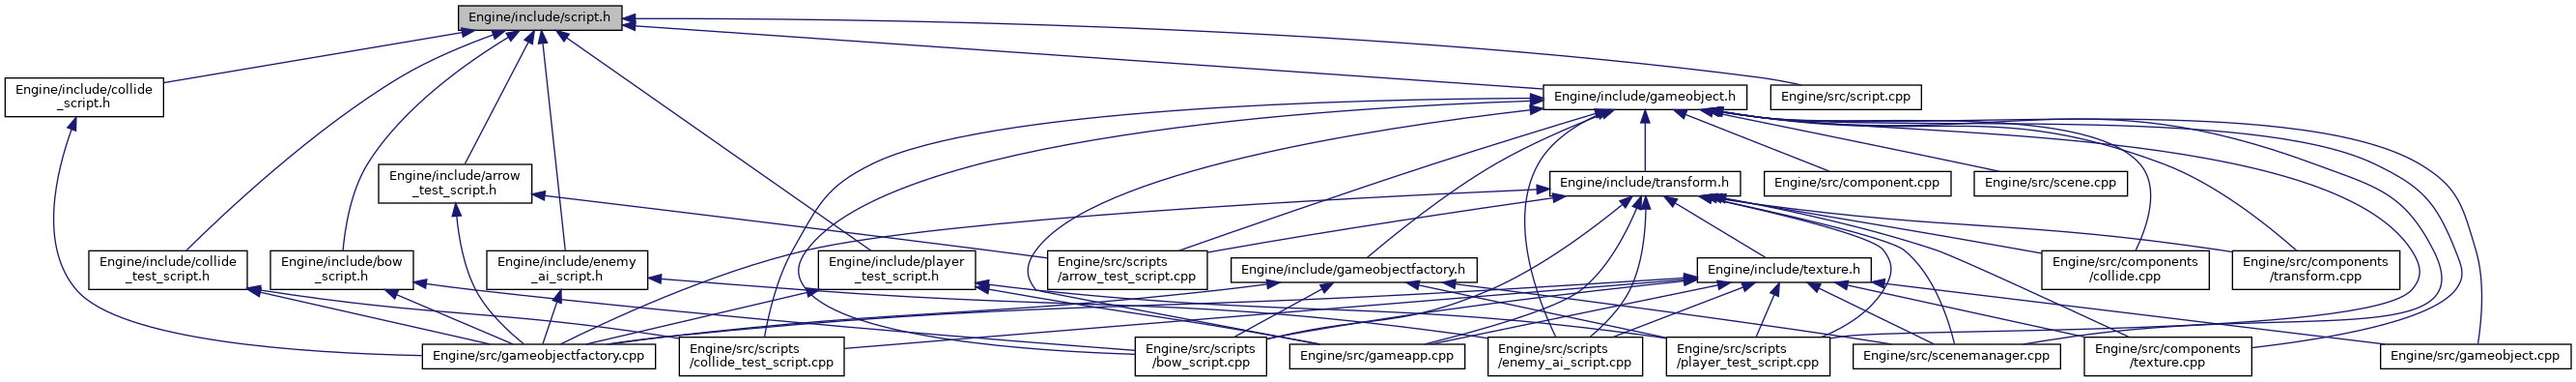 Engine/include/script.h
Engine/include/collide
_script.h
Engine/include/gameobject.h
Engine/src/script.cpp
Engine/include/arrow
_test_script.h
Engine/include/transform.h
Engine/src/component.cpp
Engine/src/scene.cpp
Engine/include/collide
_test_script.h
Engine/include/bow
_script.h
Engine/include/enemy
_ai_script.h
Engine/include/player
_test_script.h
Engine/src/scripts
/arrow_test_script.cpp
Engine/include/gameobjectfactory.h
Engine/include/texture.h
Engine/src/components
/collide.cpp
Engine/src/components
/transform.cpp
Engine/src/gameobjectfactory.cpp
Engine/src/scripts
/collide_test_script.cpp
Engine/src/scripts
/bow_script.cpp
Engine/src/gameapp.cpp
Engine/src/scripts
/enemy_ai_script.cpp
Engine/src/scripts
/player_test_script.cpp
Engine/src/scenemanager.cpp
Engine/src/components
/texture.cpp
Engine/src/gameobject.cpp